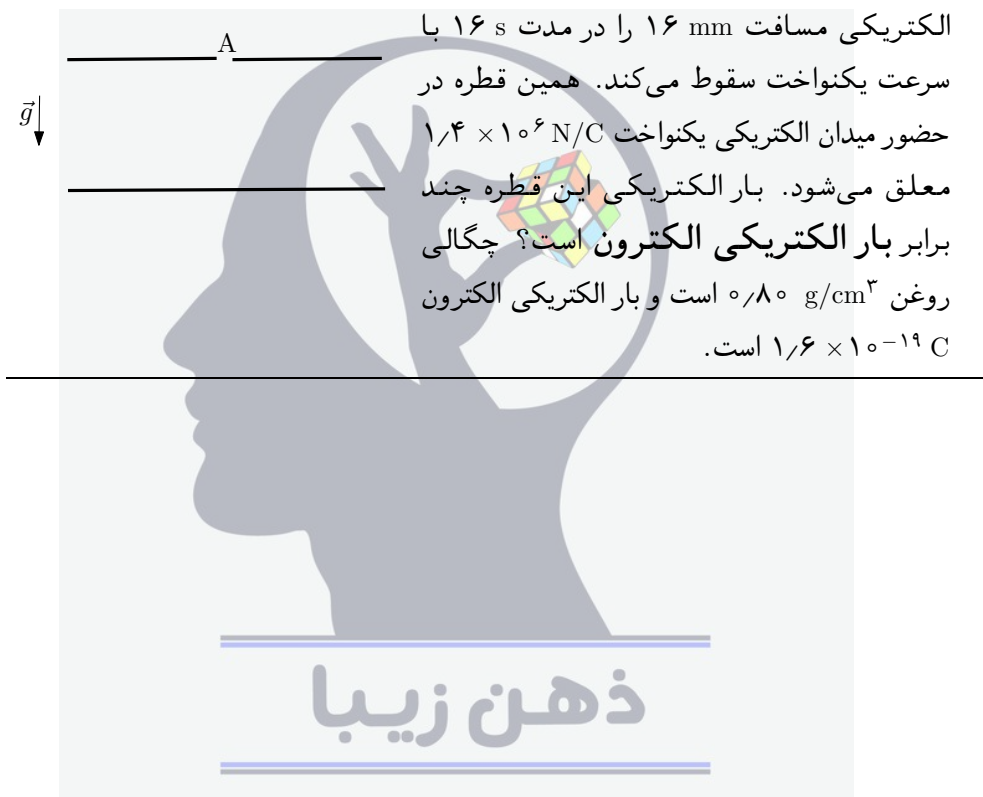 الکتریکی مسافت ۱۶ mm را در مدت ۱۶ s با
سرعت یکنواخت سقوط می‌کند. همین قطره در
حضور میدان الکتریکی یکنواخت ۱٫۴ × ۱۰^۶ N/C
معلق می‌شود. بار الکتریکی این قطره چند
برابر بار الکتریکی الکترون است؟ چگالی
روغن ۰٫۸۰ g/cm^۳ است و بار الکتریکی الکترون
۱٫۶ × ۱۰^−۱۹ C است.
A
g⃗
ذهن زیبا